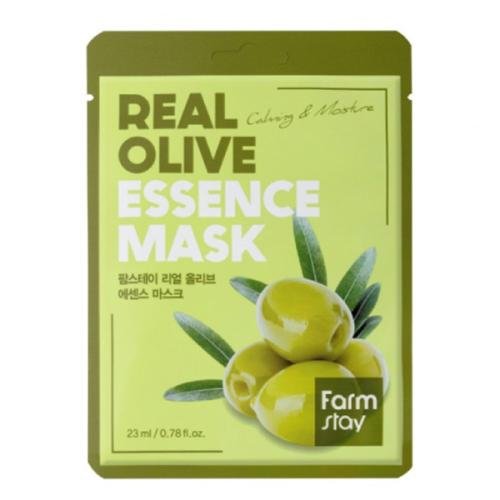 REAL
OLIVE
Calming & Moisture
ESSENCE
MASK
팜스테이 리얼 올리브
에센스 마스크
23 ml / 0.78 fl.oz.
Farm
stay